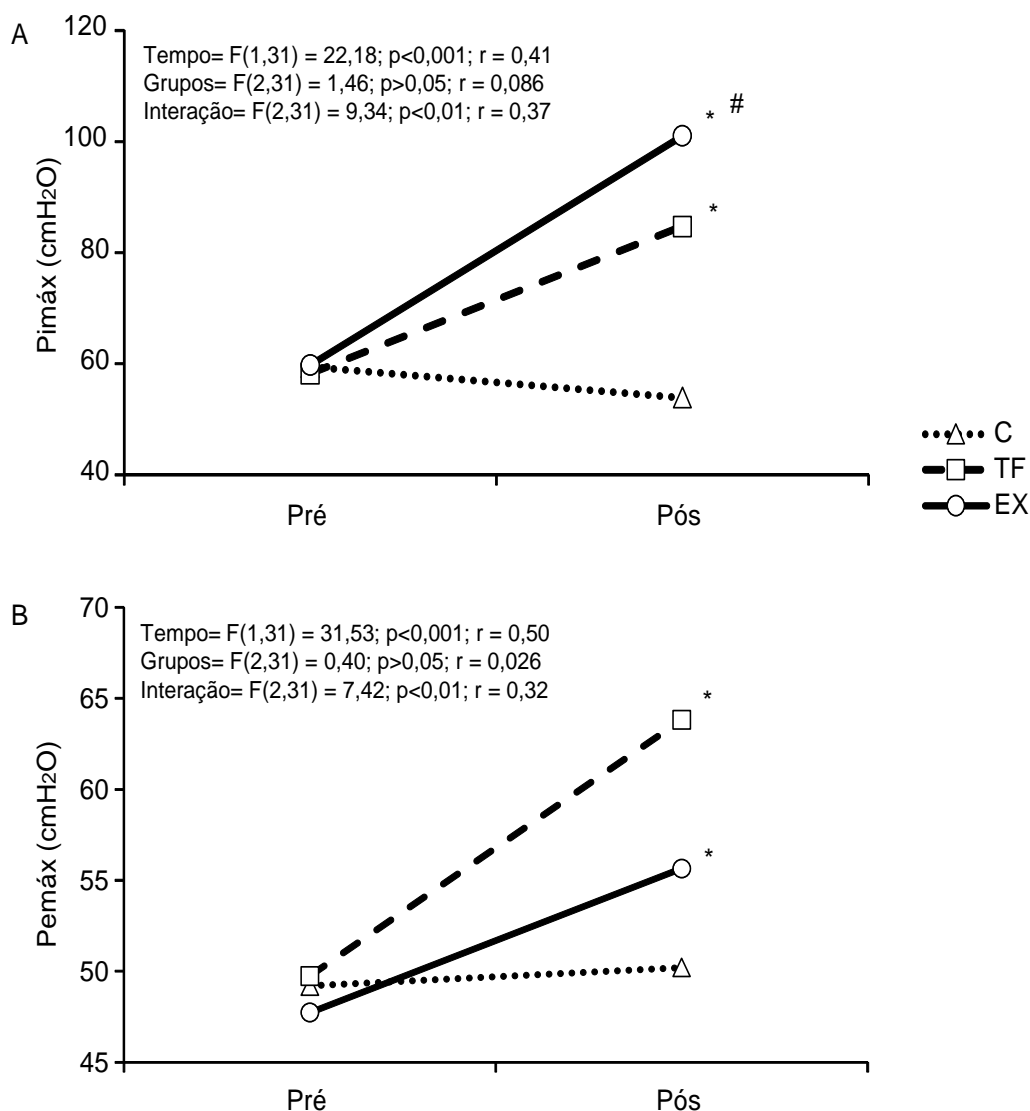 A
120
Tempo= F(1,31) = 22,18; p<0,001; r = 0,41
Grupos= F(2,31) = 1,46; p>0,05; r = 0,086
Interação= F(2,31) = 9,34; p<0,01; r = 0,37
* #
100
*
80
60
40
Pimáx (cmH2O)
Pré
Pós
C
TF
EX
B
70
Tempo= F(1,31) = 31,53; p<0,001; r = 0,50
Grupos= F(2,31) = 0,40; p>0,05; r = 0,026
Interação= F(2,31) = 7,42; p<0,01; r = 0,32
*
65
60
*
55
50
45
Pemáx (cmH2O)
Pré
Pós